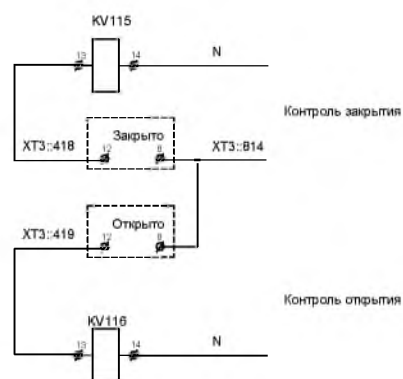 KV115
13 14 N
Контроль закрытия
Закрыто
XT3::418 12 8 XT3::814
Открыто
XT3::419 12 8
Контроль открытия
KV116
13 14 N